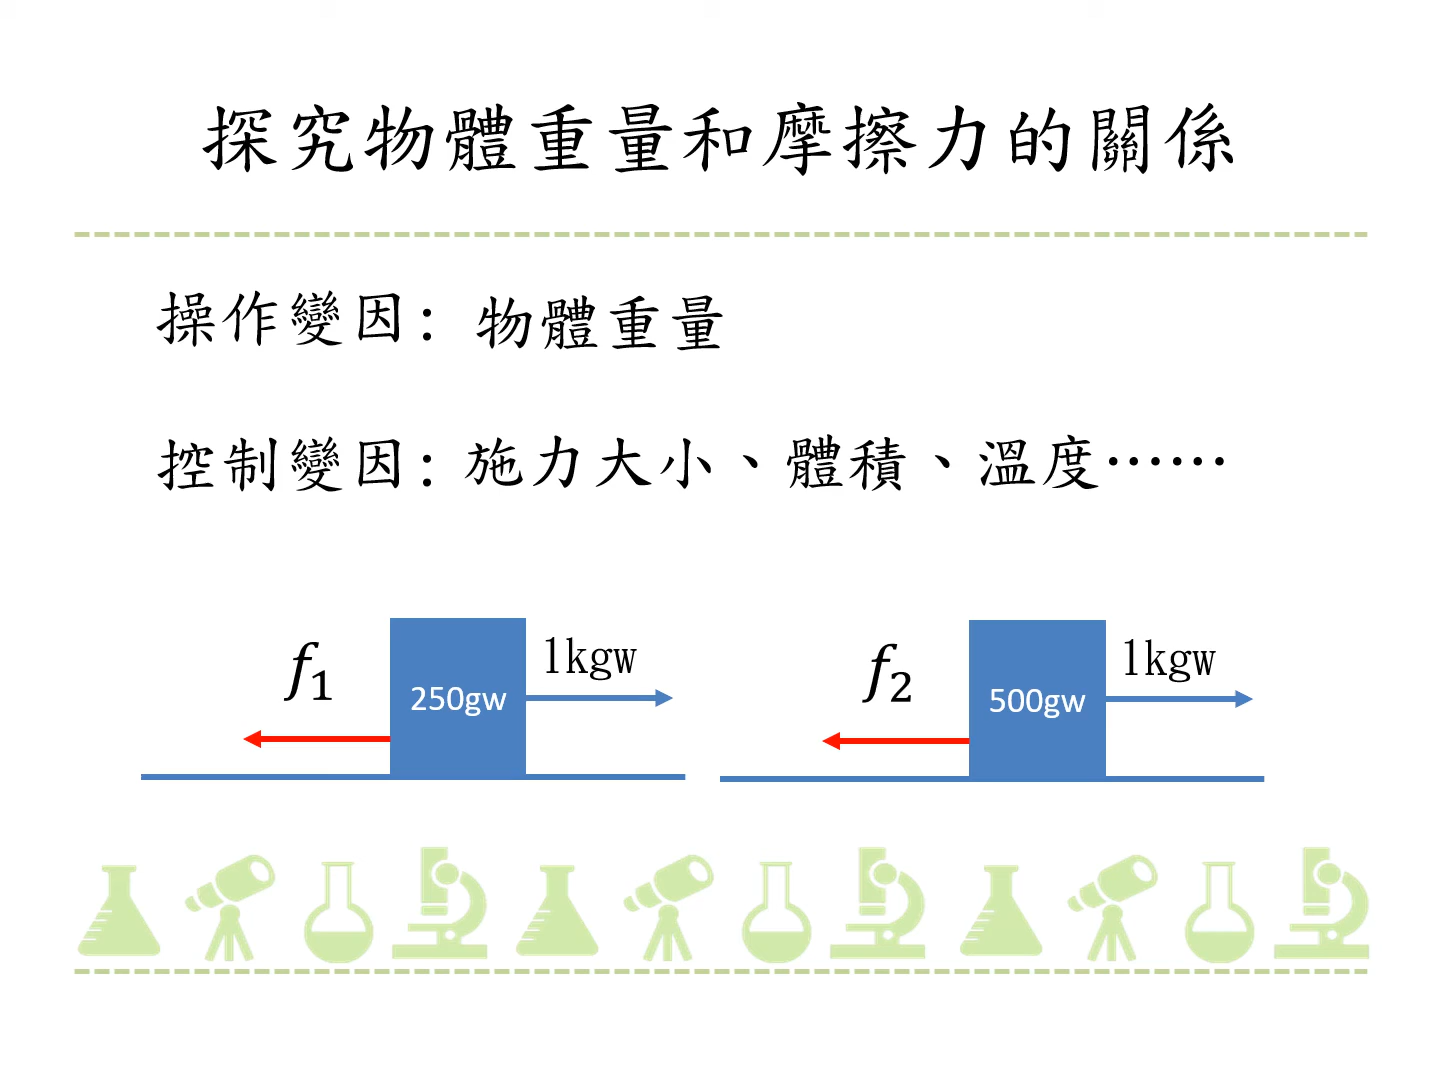 探究物體重量和摩擦力的關係
操作變因：物體重量
控制變因：施力大小、體積、溫度……
f1 250gw 1kgw
f2 500gw 1kgw